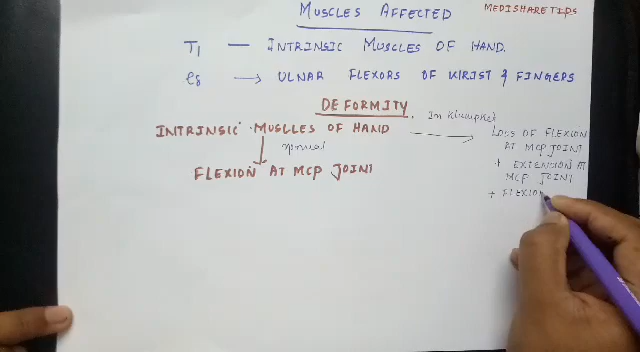 MUSCLES AFFECTED
MEDISHARETIPS
T1 — INTRINSIC MUSCLES OF HAND.
C8 → ULNAR FLEXORS OF WRIST & FINGERS
DEFORMITY.
In Klumpke
INTRINSIC MUSCLES OF HAND
normal
FLEXION AT MCP JOINT
LOSS OF FLEXION
AT MCP JOINT
+ EXTENSION AT
MCP JOINT
+ FLEXION